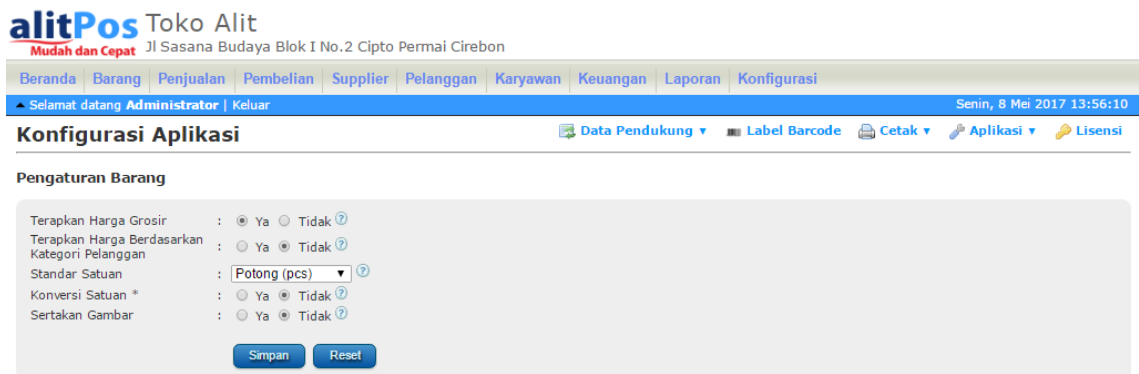 alitPos Toko Alit
Mudah dan Cepat Jl Sasana Budaya Blok I No.2 Cipto Permai Cirebon
Beranda Barang Penjualan Pembelian Supplier Pelanggan Karyawan Keuangan Laporan Konfigurasi
Selamat datang Administrator | Keluar Senin, 8 Mei 2017 13:56:10
Konfigurasi Aplikasi Data Pendukung ▼ Label Barcode Cetak ▼ Aplikasi ▼ Lisensi
Pengaturan Barang
Terapkan Harga Grosir : Ya Tidak ?
Terapkan Harga Berdasarkan
Kategori Pelanggan : Ya Tidak ?
Standar Satuan : Potong (pcs) ▼ ?
Konversi Satuan * : Ya Tidak ?
Sertakan Gambar : Ya Tidak ?
Simpan Reset